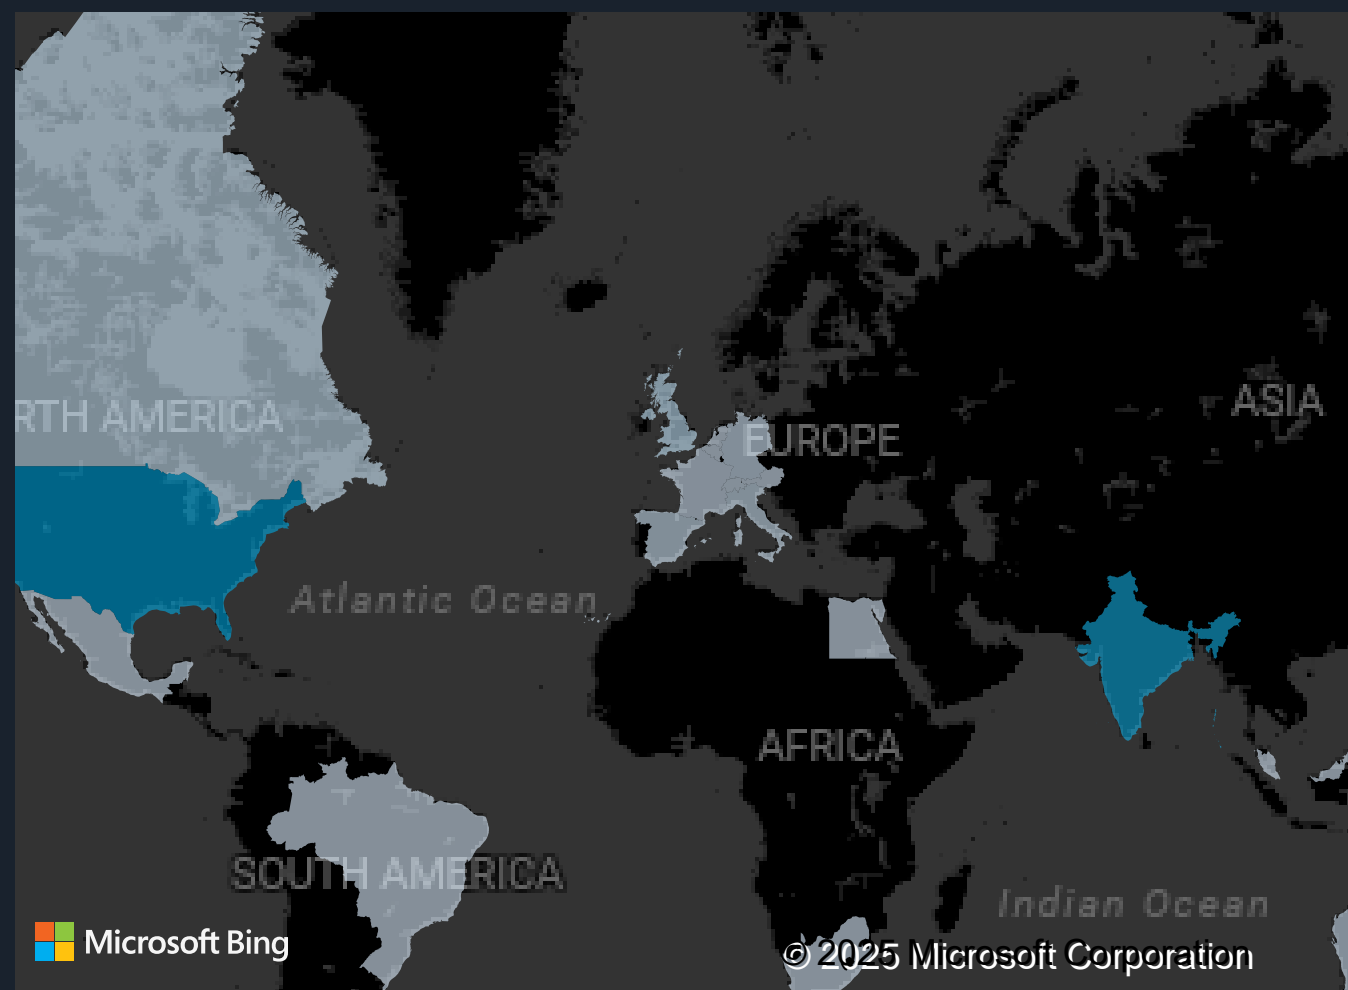 RTH AMERICA
ASIA
EUROPE
Atlantic Ocean
AFRICA
SOUTH AMERICA
Indian Ocean
Microsoft Bing
© 2025 Microsoft Corporation